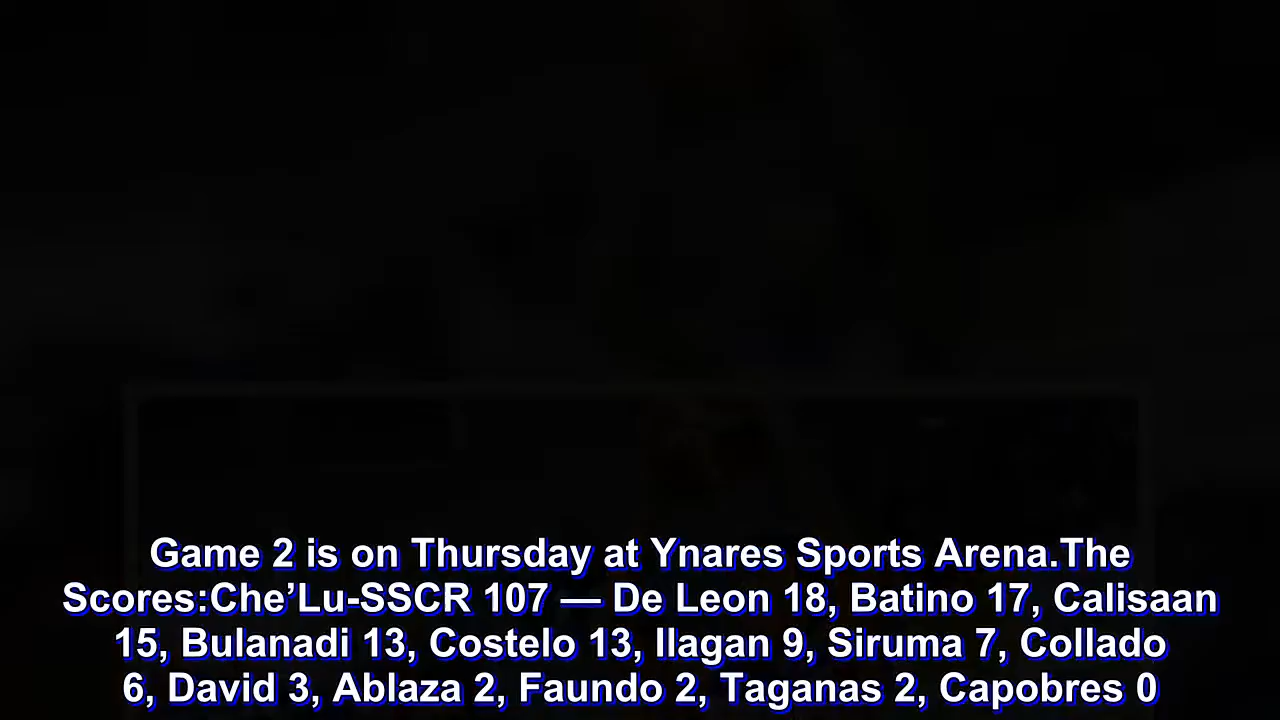 Game 2 is on Thursday at Ynares Sports Arena.The
Scores:Che’Lu-SSCR 107 — De Leon 18, Batino 17, Calisaan
15, Bulanadi 13, Costelo 13, Ilagan 9, Siruma 7, Collado
6, David 3, Ablaza 2, Faundo 2, Taganas 2, Capobres 0